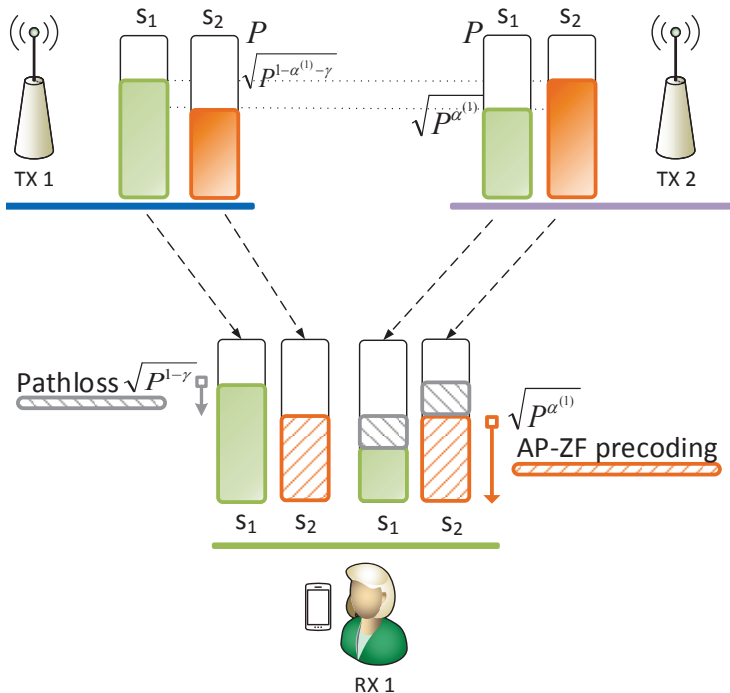 s₁ s₂ P
√P^{1-α^{(1)}-γ}
P s₁ s₂
√P^{α^{(1)}}
TX 1
TX 2
Pathloss √P^{1-γ}
√P^{α^{(1)}}
AP-ZF precoding
s₁ s₂ s₁ s₂
RX 1